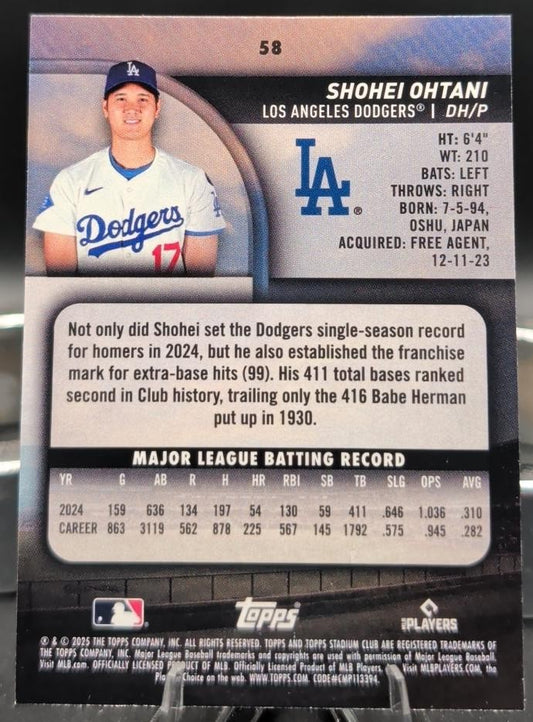 58
SHOHEI OHTANI
LOS ANGELES DODGERS® | DH/P
HT: 6'4"
WT: 210
BATS: LEFT
THROWS: RIGHT
BORN: 7-5-94,
OSHU, JAPAN
ACQUIRED: FREE AGENT,
12-11-23
LA
LA®
Dodgers
17
Not only did Shohei set the Dodgers single-season record
for homers in 2024, but he also established the franchise
mark for extra-base hits (99). His 411 total bases ranked
second in Club history, trailing only the 416 Babe Herman
put up in 1930.
MAJOR LEAGUE BATTING RECORD
YR G AB R H HR RBI SB TB SLG OPS AVG
2024 159 636 134 197 54 130 59 411 .646 1.036 .310
CAREER 863 3119 562 878 225 567 145 1792 .575 .945 .282
Topps
MLB PLAYERS
® & © 2025 THE TOPPS COMPANY, INC. ALL RIGHTS RESERVED. TOPPS AND TOPPS STADIUM CLUB ARE REGISTERED TRADEMARKS OF
THE TOPPS COMPANY, INC. Major League Baseball trademarks and copyrights are used with permission of Major League Baseball.
Visit MLB.com. OFFICIALLY LICENSED PRODUCT OF MLB Players. Officially Licensed Product of MLB Players. Visit MLBPLAYERS.com, the
Choice on the web. WWW.TOPPS.COM. CODE#CMP113394